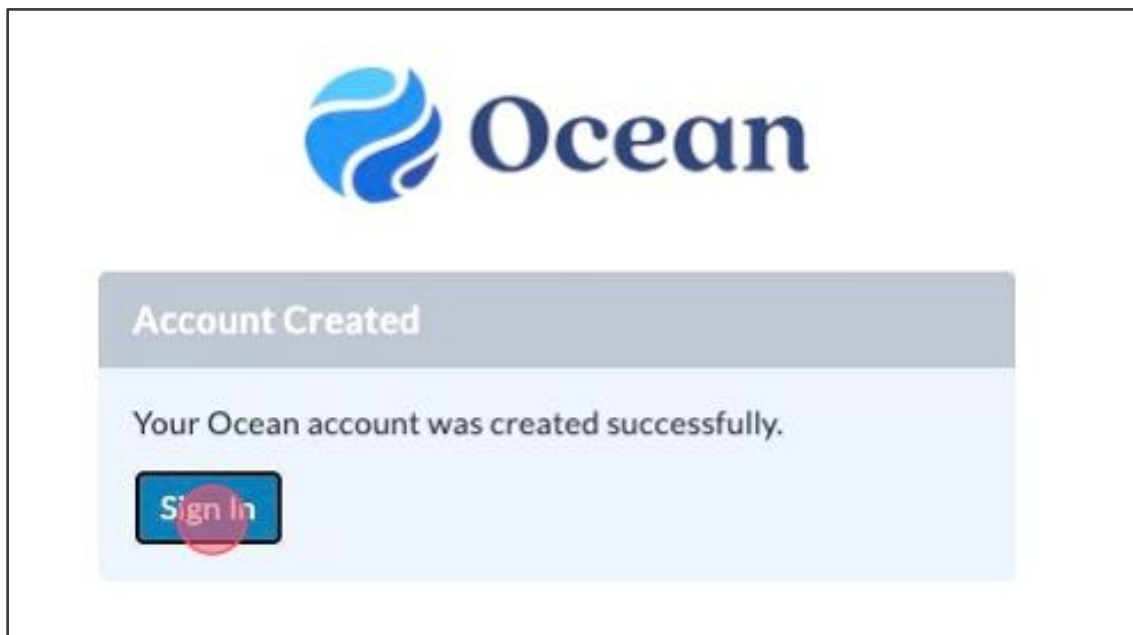 Ocean
Account Created
Your Ocean account was created successfully.
Sign In